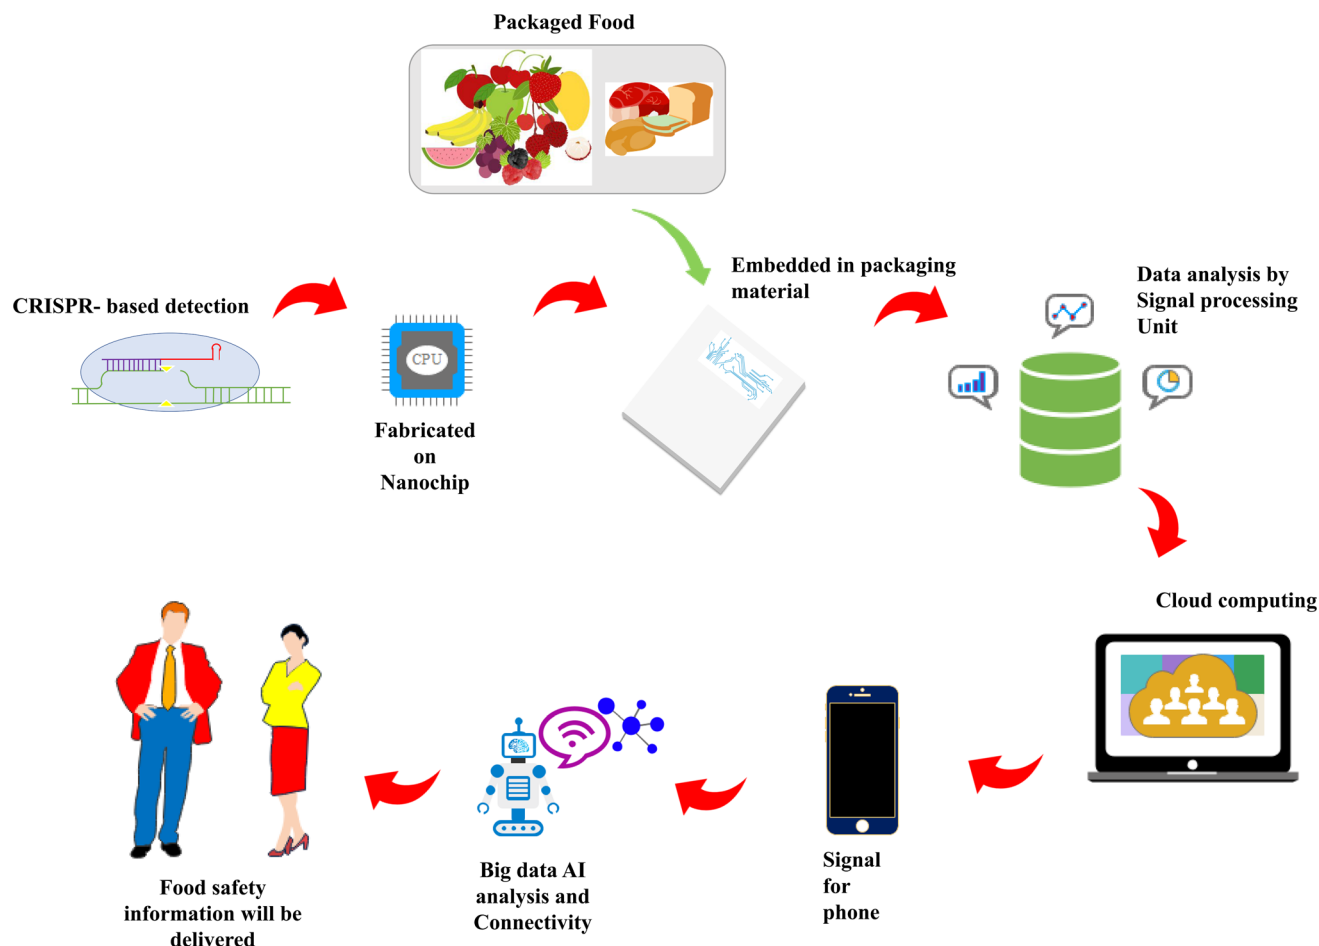 Packaged Food
CRISPR- based detection
CPU
Fabricated
on
Nanochip
Embedded in packaging
material
Data analysis by
Signal processing
Unit
Cloud computing
Signal
for
phone
Big data AI
analysis and
Connectivity
Food safety
information will be
delivered